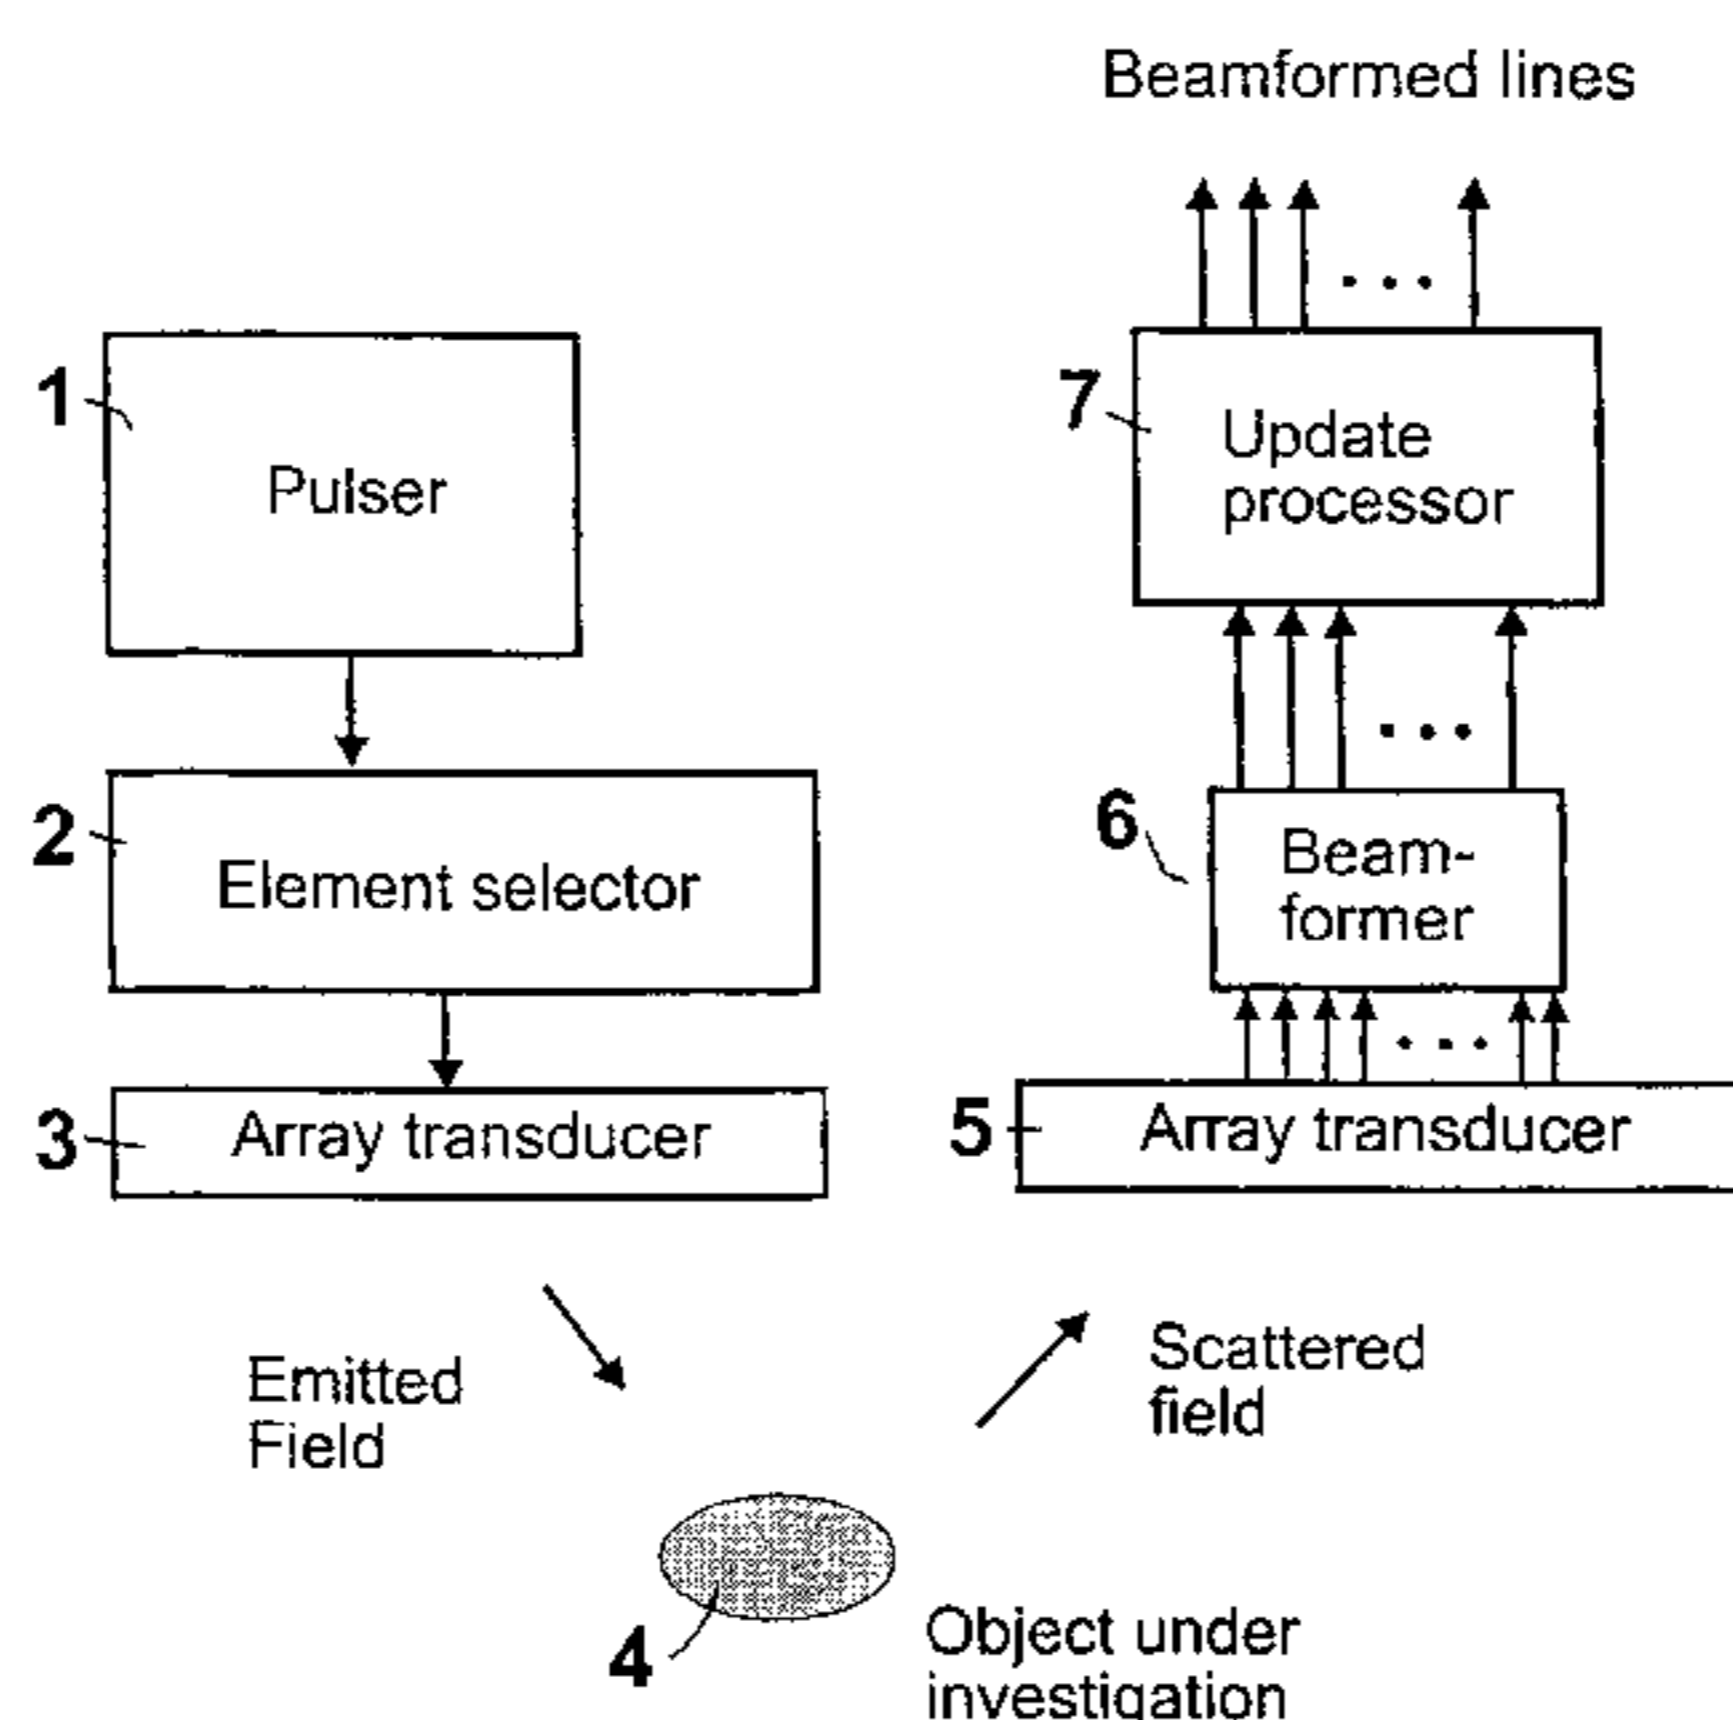 Beamformed lines
1
Pulser
7
Update
processor
2
Element selector
6
Beam-
former
3
Array transducer
5
Array transducer
Emitted
Field
Scattered
field
4
Object under
investigation